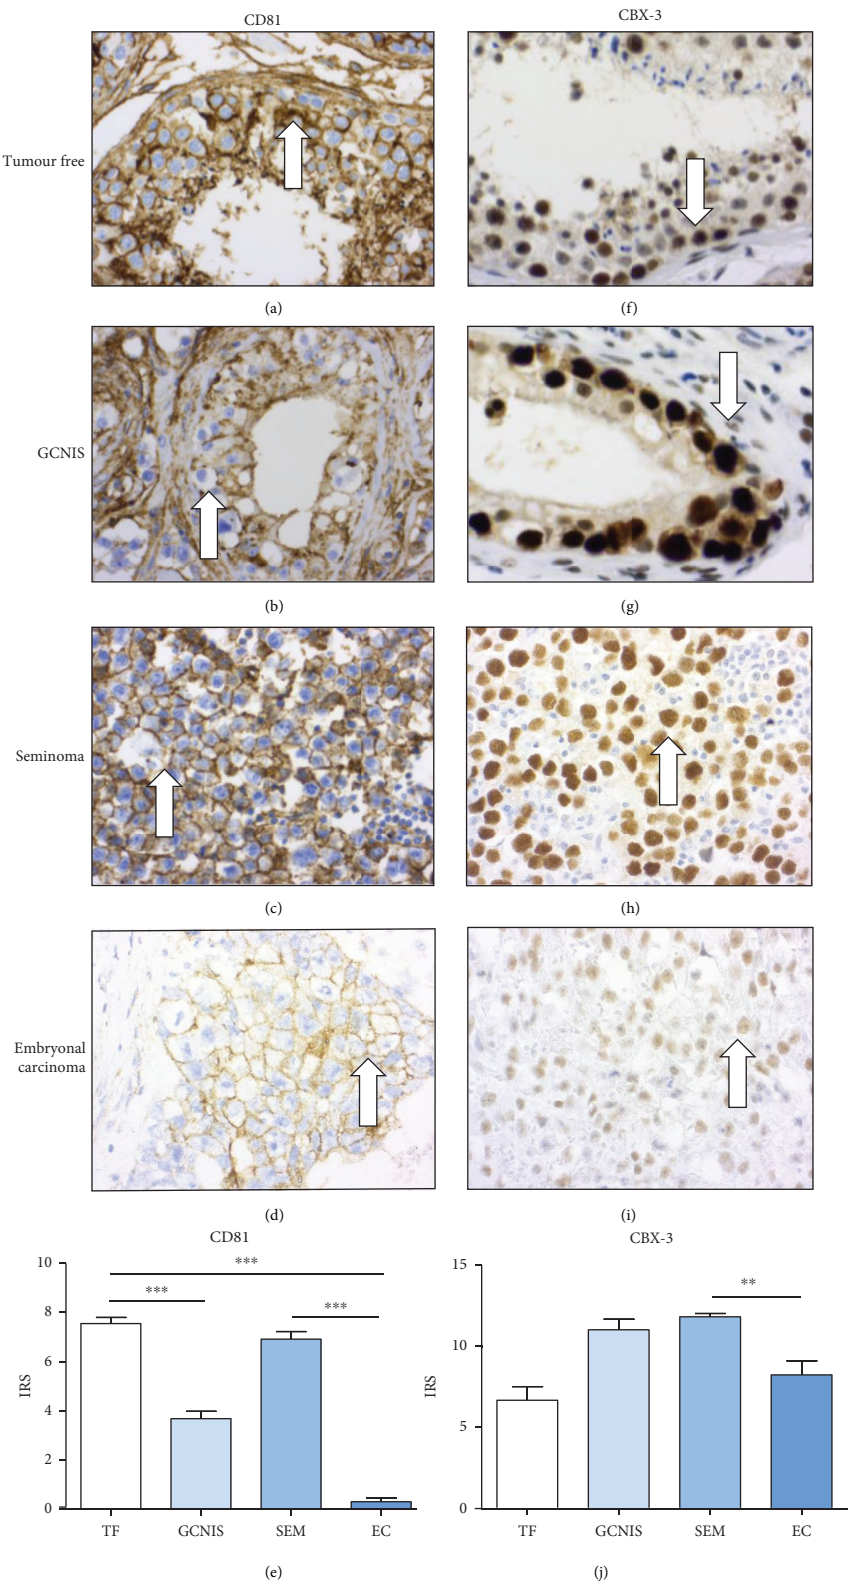 CD81
CBX-3
Tumour free
(a)
(f)
GCNIS
(b)
(g)
Seminoma
(c)
(h)
Embryonal
carcinoma
(d)
(i)
CD81
10
8
6
4
2
0
IRS
***
***
***
TF
GCNIS
SEM
EC
(e)
CBX-3
15
10
5
0
IRS
**
TF
GCNIS
SEM
EC
(j)